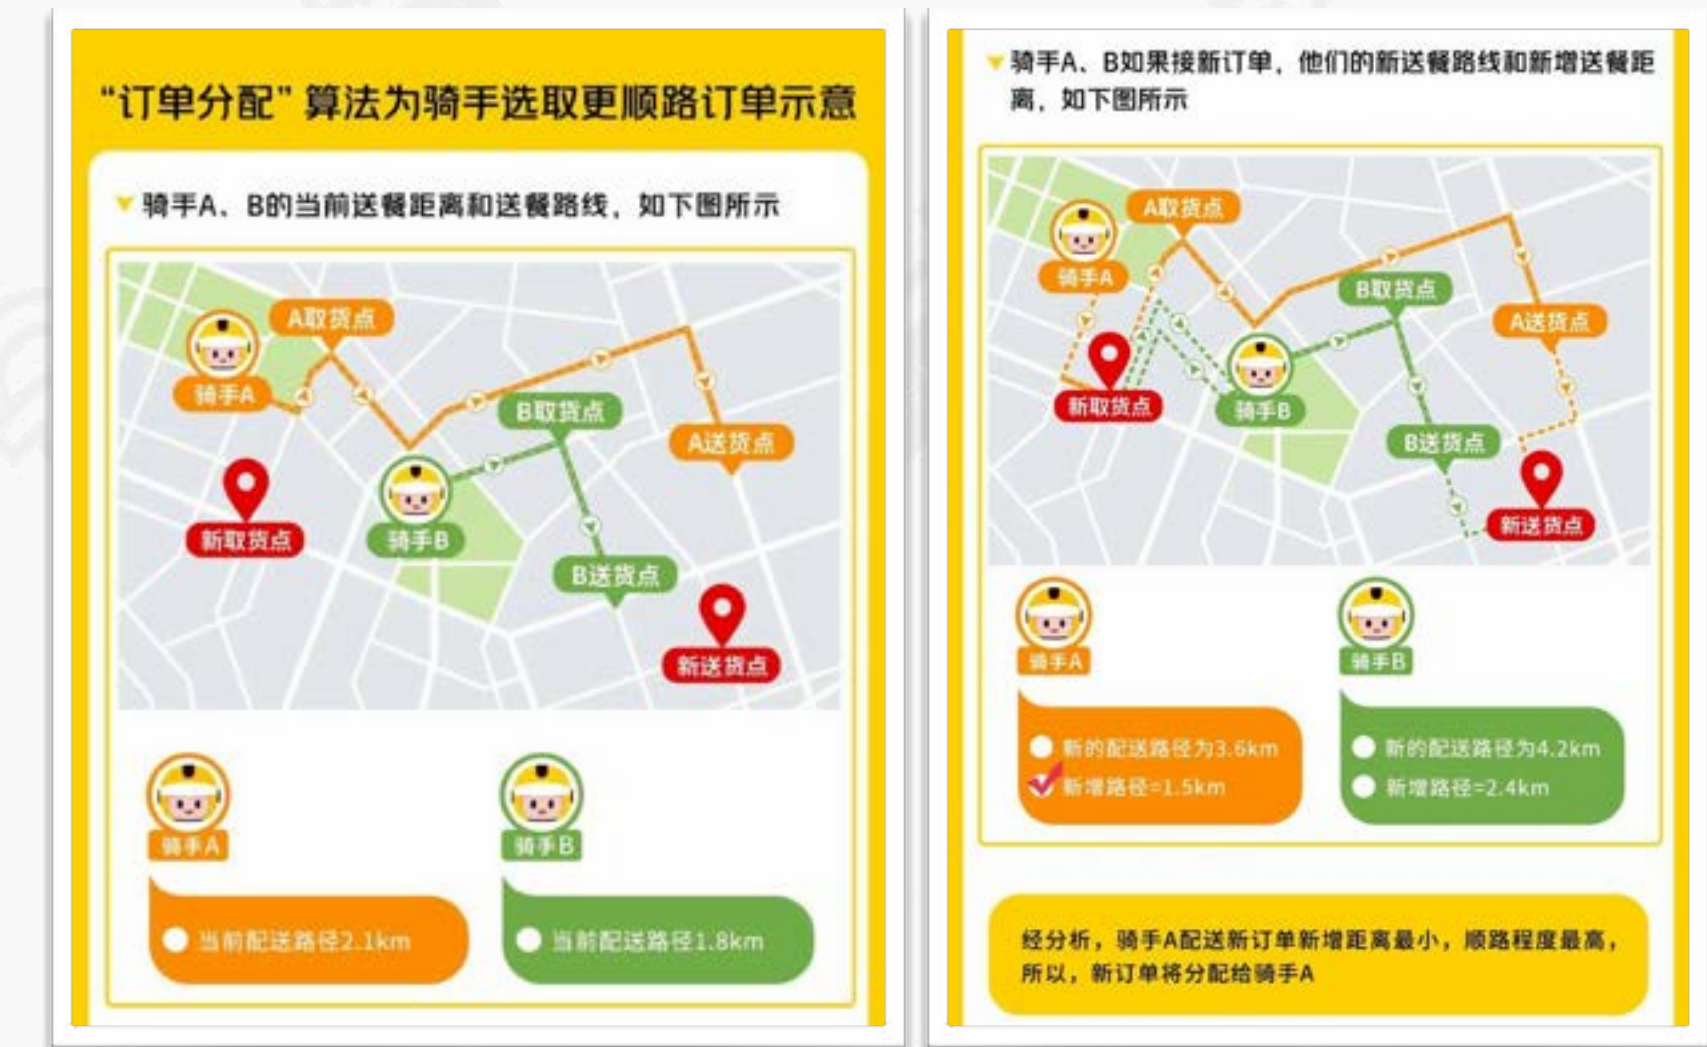 “订单分配”算法为骑手选取更顺路订单示意
骑手A、B的当前送餐距离和送餐路线，如下图所示
A取货点
骑手A
B取货点
A送货点
新取货点
骑手B
B送货点
新送货点
骑手A
骑手B
当前配送路径2.1km
当前配送路径1.8km
骑手A、B如果接新订单，他们的新送餐路线和新增送餐距
离，如下图所示
A取货点
骑手A
B取货点
A送货点
新取货点
骑手B
B送货点
新送货点
骑手A
骑手B
新的配送路径为3.6km
新增路径=1.5km
新的配送路径为4.2km
新增路径=2.4km
经分析，骑手A配送新订单新增距离最小，顺路程度最高，
所以，新订单将分配给骑手A